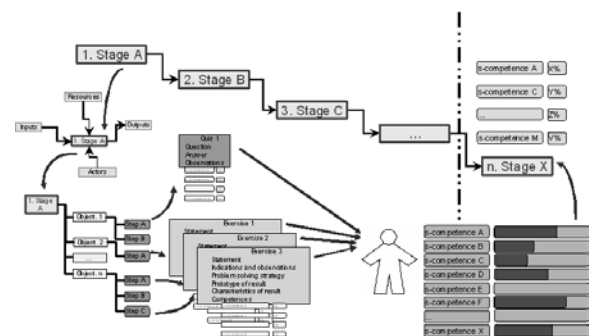 1. Stage A
2. Stage B
3. Stage C
...
n. Stage X
s-competence A X%
s-competence C Y%
... Z%
s-competence M V%
Resources
Inputs
1. Stage A
Outputs
Actors
Quiz 1
Question
Answer
Observations
1. Stage
A
Object. 1
Object. 2
...
Object. n
Step A
Step B
Step A
Step A
Step B
Step C
Exercise 1
Statement
Exercise 2
Statement
Exercise 3
Statement
Indications and observations
Problem solving strategy
Prototype of result
Characteristics of result
Competences
s-competence A
s-competence B
s-competence C
s-competence D
s-competence E
s-competence F
...
s-competence X